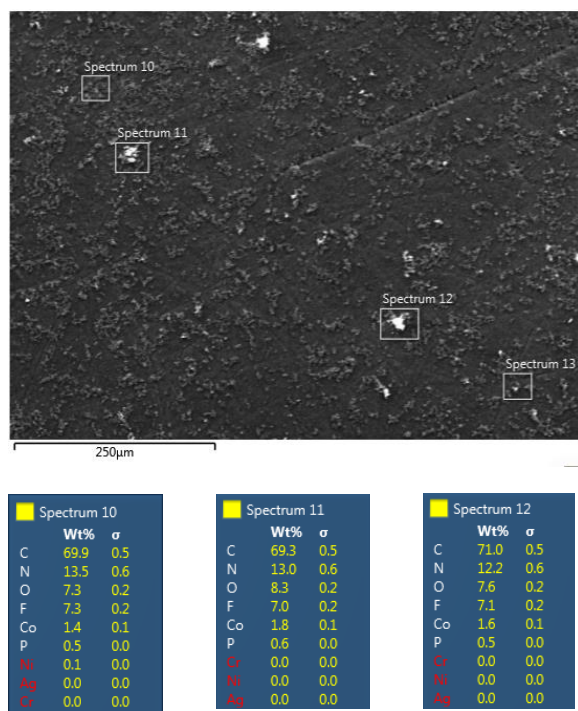 Spectrum 10
Spectrum 11
Spectrum 12
Spectrum 13
250μm
Spectrum 10
Wt% σ
C 69.9 0.5
N 13.5 0.6
O 7.3 0.2
F 7.3 0.2
Co 1.4 0.1
P 0.5 0.0
Ni 0.1 0.0
Ag 0.0 0.0
Cr 0.0 0.0
Spectrum 11
Wt% σ
C 69.3 0.5
N 13.0 0.6
O 8.3 0.2
F 7.0 0.2
Co 1.8 0.1
P 0.6 0.0
Cr 0.0 0.0
Ni 0.0 0.0
Ag 0.0 0.0
Spectrum 12
Wt% σ
C 71.0 0.5
N 12.2 0.6
O 7.6 0.2
F 7.1 0.2
Co 1.6 0.1
P 0.5 0.0
Cr 0.0 0.0
Ni 0.0 0.0
Ag 0.0 0.0